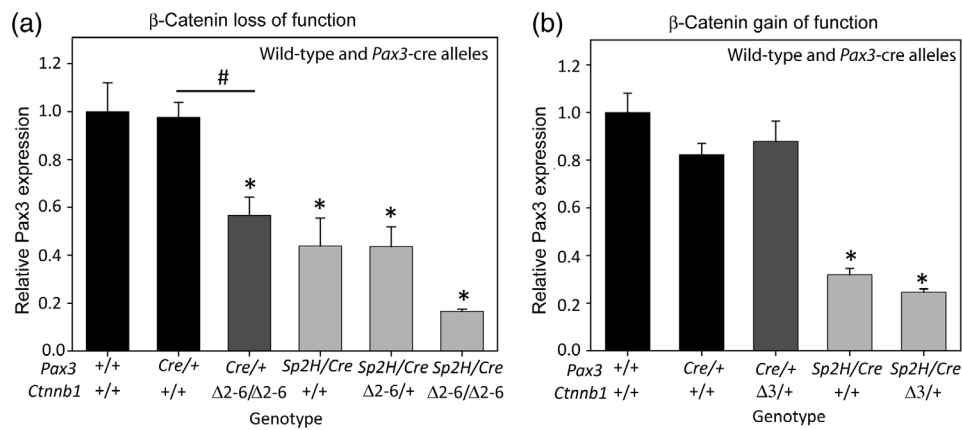 (a) β-Catenin loss of function
Wild-type and Pax3-cre alleles
#
Relative Pax3 expression
1.2
1.0
0.8
0.6
0.4
0.2
0.0
* * * *
Pax3 +/+ Cre/+ Cre/+ Sp2H/Cre Sp2H/Cre Sp2H/Cre
Ctnnb1 +/+ +/+ Δ2-6/Δ2-6 +/+ Δ2-6/+ Δ2-6/Δ2-6
Genotype
(b) β-Catenin gain of function
Wild-type and Pax3-cre alleles
Relative Pax3 expression
1.2
1.0
0.8
0.6
0.4
0.2
0.0
* *
Pax3 +/+ Cre/+ Cre/+ Sp2H/Cre Sp2H/Cre
Ctnnb1 +/+ +/+ Δ3/+ +/+ Δ3/+
Genotype